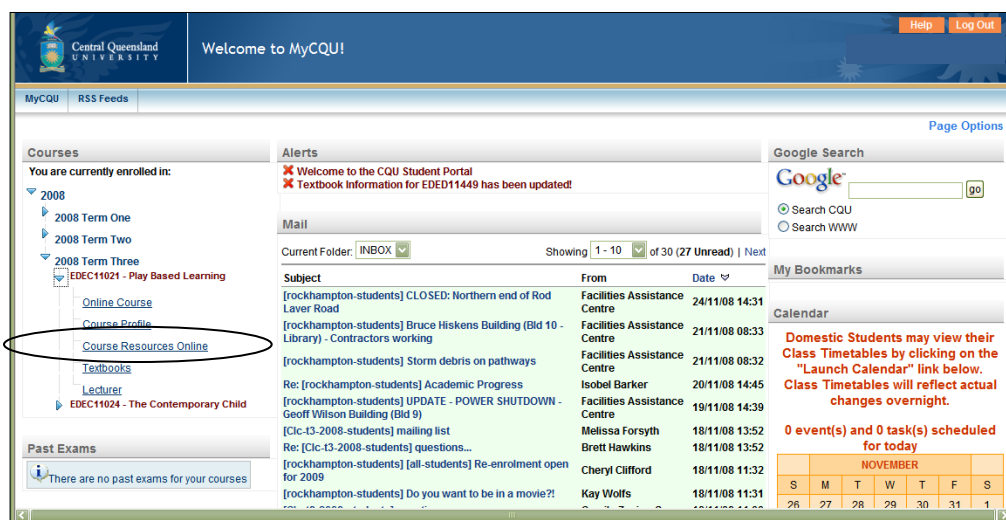 Help
Log Out
Central Queensland
UNIVERSITY
Welcome to MyCQU!
MyCQU
RSS Feeds
Page Options
Courses
You are currently enrolled in:
2008
2008 Term One
2008 Term Two
2008 Term Three
EDEC11021 - Play Based Learning
Online Course
Course Profile
Course Resources Online
Textbooks
Lecturer
EDEC11024 - The Contemporary Child
Past Exams
There are no past exams for your courses
Alerts
Welcome to the CQU Student Portal
Textbook Information for EDED11449 has been updated!
Mail
Current Folder: INBOX Showing 1 - 10 of 30 (27 Unread) | Next
Subject From Date
[rockhampton-students] CLOSED: Northern end of Rod Facilities Assistance 24/11/08 14:31
Laver Road Centre
[rockhampton-students] Bruce Hiskens Building (Bld 10 - Facilities Assistance 21/11/08 08:33
Library) - Contractors working Centre
[rockhampton-students] Storm debris on pathways Facilities Assistance 21/11/08 08:32
Centre
Re: [rockhampton-students] Academic Progress Isobel Barker 20/11/08 14:45
[rockhampton-students] UPDATE - POWER SHUTDOWN - Facilities Assistance 19/11/08 14:39
Geoff Wilson Building (Bld 9) Centre
[Clc-t3-2008-students] mailing list Melissa Forsyth 18/11/08 13:52
Re: [Clc-t3-2008-students] questions... Brett Hawkins 18/11/08 13:52
[rockhampton-students] [all-students] Re-enrolment open Cheryl Clifford 18/11/08 11:32
for 2009
[rockhampton-students] Do you want to be in a movie?! Kay Wolfs 18/11/08 11:31
Google Search
Google
go
Search CQU
Search WWW
My Bookmarks
Calendar
Domestic Students may view their
Class Timetables by clicking on the
"Launch Calendar" link below.
Class Timetables will reflect actual
changes overnight.
0 event(s) and 0 task(s) scheduled
for today
NOVEMBER
S M T W T F S
26 27 28 29 30 31 1